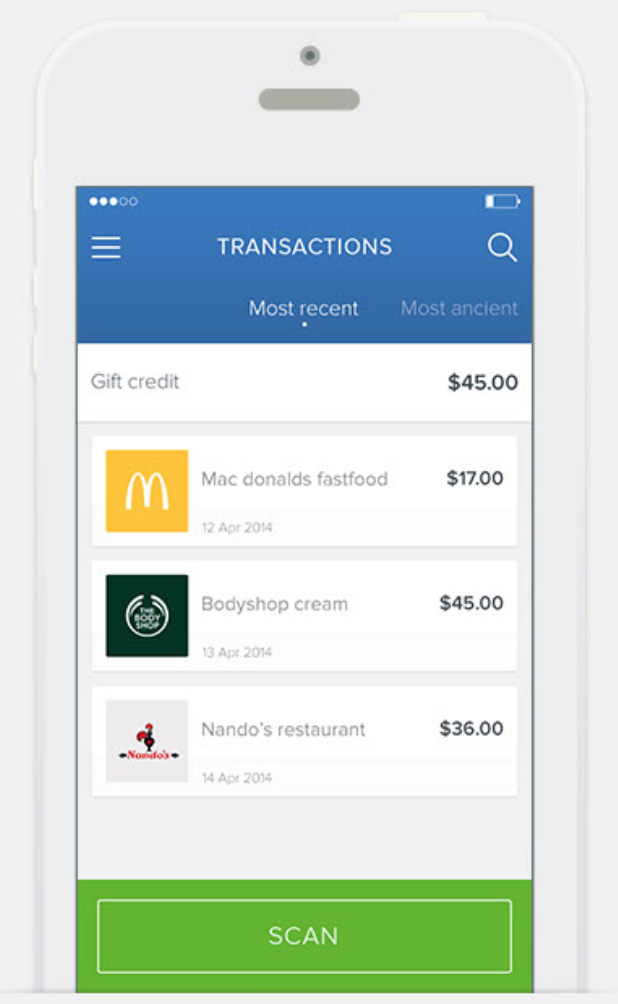 TRANSACTIONS
Most recent Most ancient
Gift credit $45.00
Mac donalds fastfood $17.00
12 Apr 2014
THE
BODY
SHOP
Bodyshop cream $45.00
13 Apr 2014
Nando's
Nando’s restaurant $36.00
14 Apr 2014
SCAN